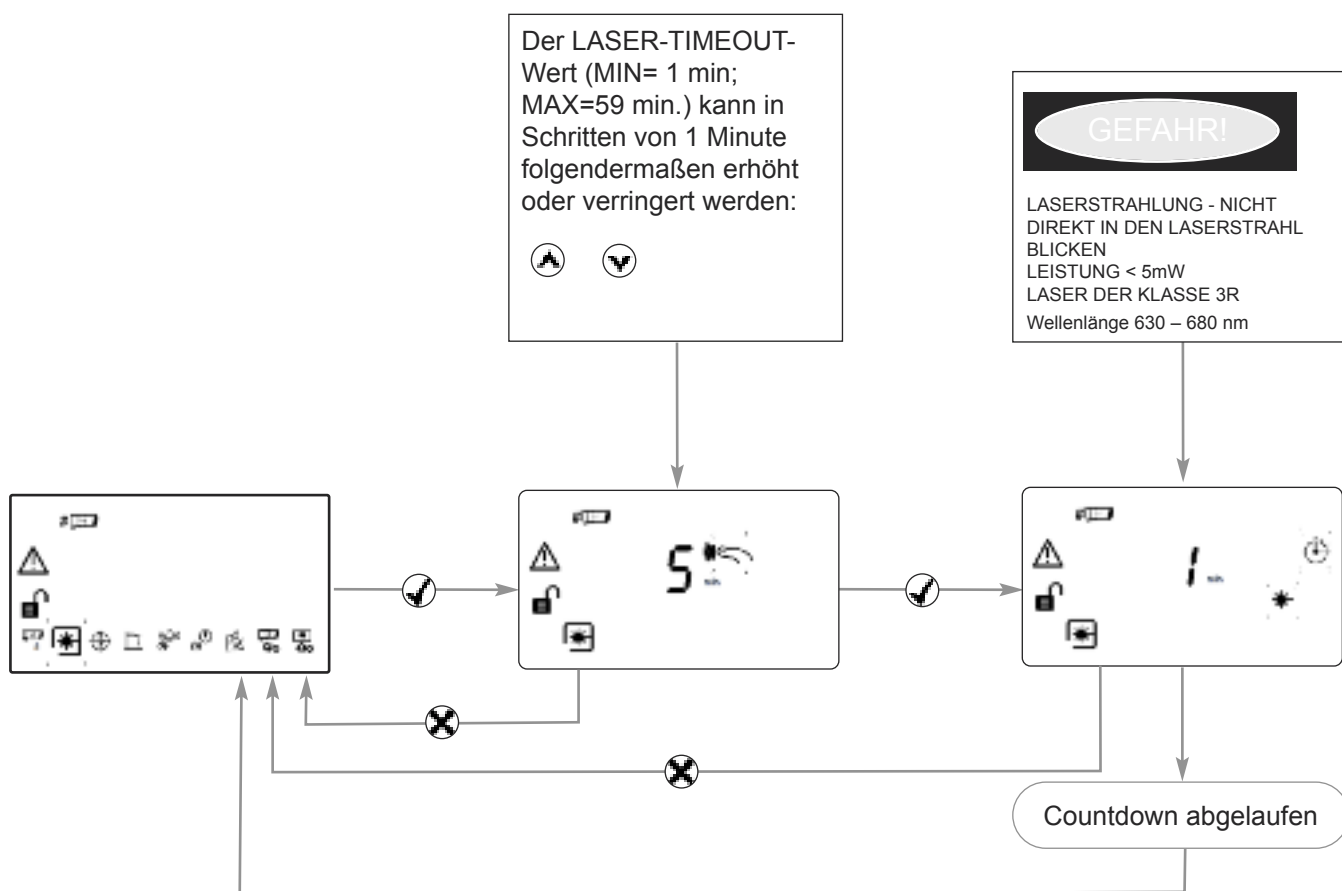 Der LASER-TIMEOUT-
Wert (MIN= 1 min;
MAX=59 min.) kann in
Schritten von 1 Minute
folgendermaßen erhöht
oder verringert werden:
GEFAHR!
LASERSTRAHLUNG - NICHT
DIREKT IN DEN LASERSTRAHL
BLICKEN
LEISTUNG < 5mW
LASER DER KLASSE 3R
Wellenlänge 630 – 680 nm
5
min
1
min
Countdown abgelaufen